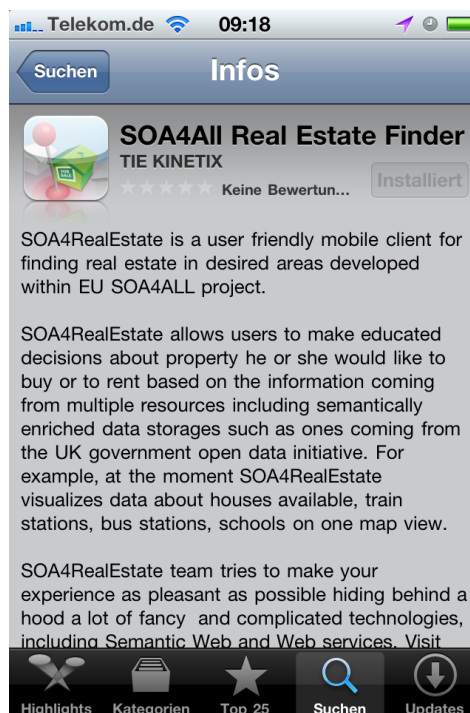 Telekom.de 09:18
Suchen Infos
SOA4All Real Estate Finder
TIE KINETIX
Keine Bewertun... Installiert
SOA4RealEstate is a user friendly mobile client for
finding real estate in desired areas developed
within EU SOA4ALL project.
SOA4RealEstate allows users to make educated
decisions about property he or she would like to
buy or to rent based on the information coming
from multiple resources including semantically
enriched data storages such as ones coming from
the UK government open data initiative. For
example, at the moment SOA4RealEstate
visualizes data about houses available, train
stations, bus stations, schools on one map view.
SOA4RealEstate team tries to make your
experience as pleasant as possible hiding behind a
hood a lot of fancy and complicated technologies,
including Semantic Web and Web services. Visit
Highlights Kategorien Top 25 Suchen Updates